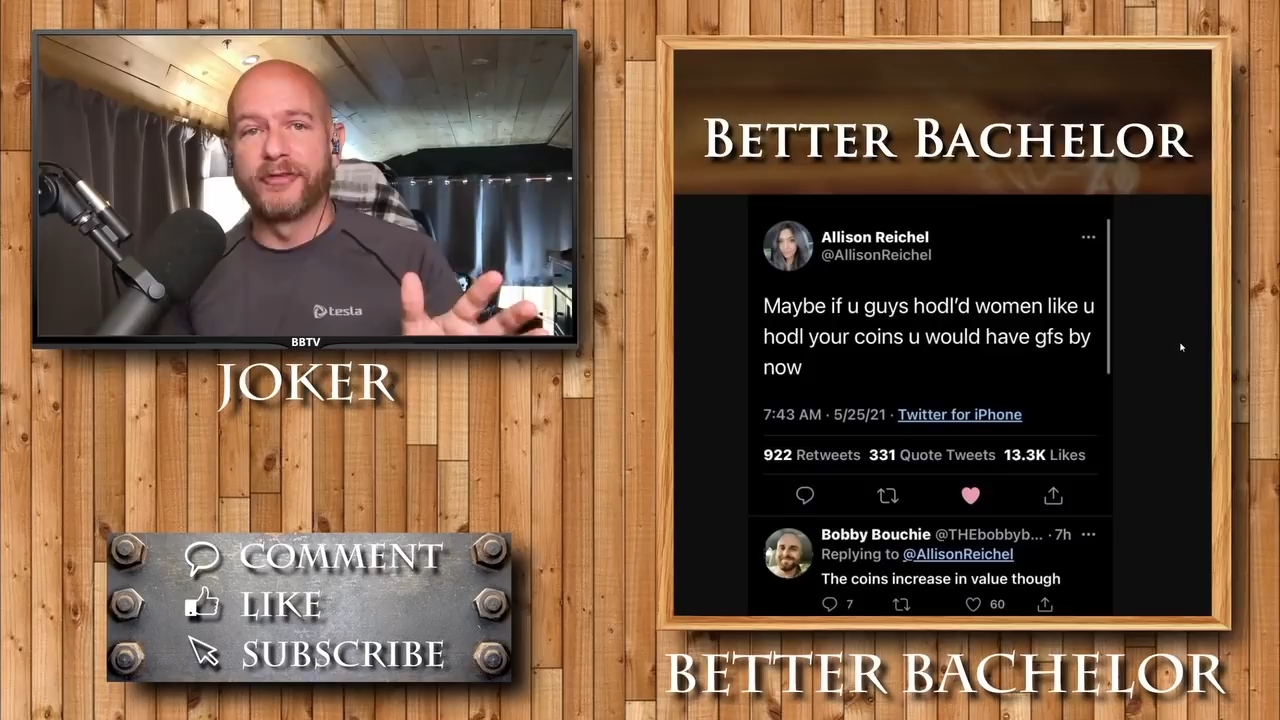 tesla
BBTV
JOKER
COMMENT
LIKE
SUBSCRIBE
BETTER BACHELOR
Allison Reichel
@AllisonReichel
Maybe if u guys hodl’d women like u
hodl your coins u would have gfs by
now
7:43 AM · 5/25/21 · Twitter for iPhone
922 Retweets 331 Quote Tweets 13.3K Likes
Bobby Bouchie @THEbobbyb... · 7h
Replying to @AllisonReichel
The coins increase in value though
7 60
BETTER BACHELOR